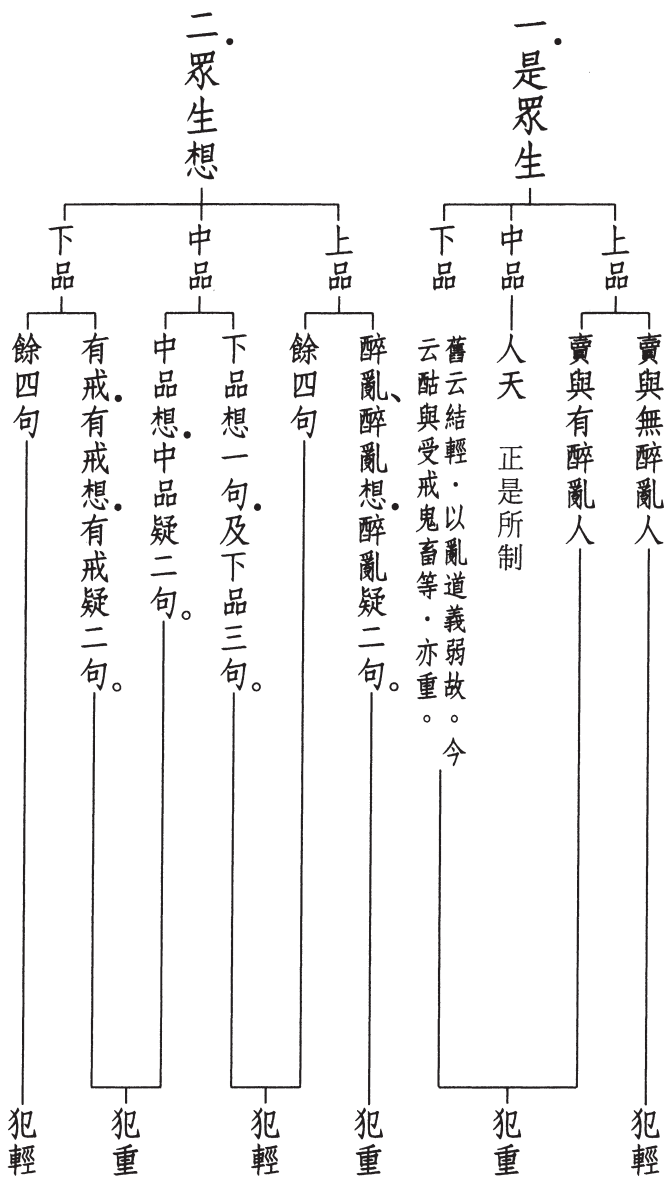 一．是眾生
上品
賣與無醉亂人
犯輕
賣與有醉亂人
中品
人天　正是所制
下品
舊云結輕．以亂道義弱故。今
云酤與受戒鬼畜等．亦重。
犯重
二．眾生想
上品
醉亂、醉亂想．醉亂疑二句。
犯重
餘四句
中品
下品想一句．及下品三句。
犯輕
中品想．中品疑二句。
下品
有戒．有戒想．有戒疑二句。
犯重
餘四句
犯輕